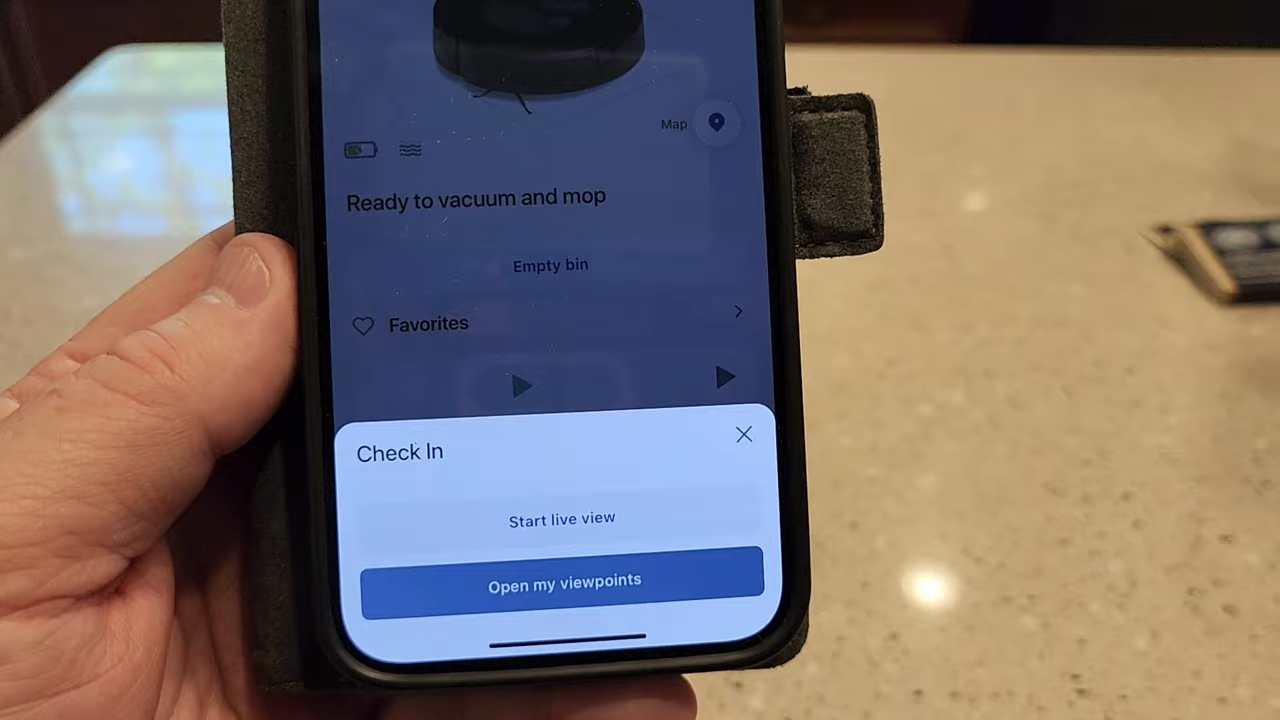 Map
Ready to vacuum and mop
Empty bin
Favorites
Check In
Start live view
Open my viewpoints